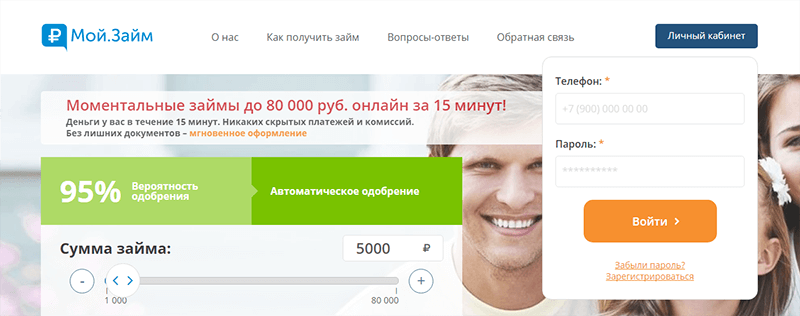 Мой.Займ
О нас
Как получить займ
Вопросы-ответы
Обратная связь
Личный кабинет
Моментальные займы до 80 000 руб. онлайн за 15 минут!
Деньги у вас в течение 15 минут. Никаких скрытых платежей и комиссий.
Без лишних документов – мгновенное оформление
95%
Вероятность
одобрения
Автоматическое одобрение
Сумма займа:
5000 ₽
-
+
1 000
80 000
Телефон: *
+7 (900) 000 00 00
Пароль: *
**********
Войти
Забыли пароль?
Зарегистрироваться